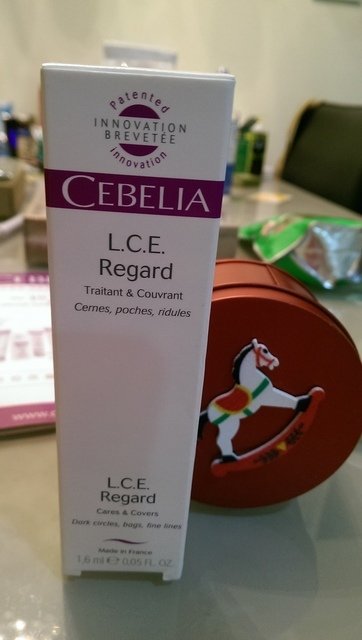 Patented
INNOVATION
BREVETÉE
Innovation
CEBELIA
L.C.E.
Regard
Traitant & Couvrant
Cernes, poches, ridules
L.C.E.
Regard
Cares & Covers
Dark circles, bags, fine lines
Made in France
1,6 ml ℮ 0.05 FL. OZ.
www.c